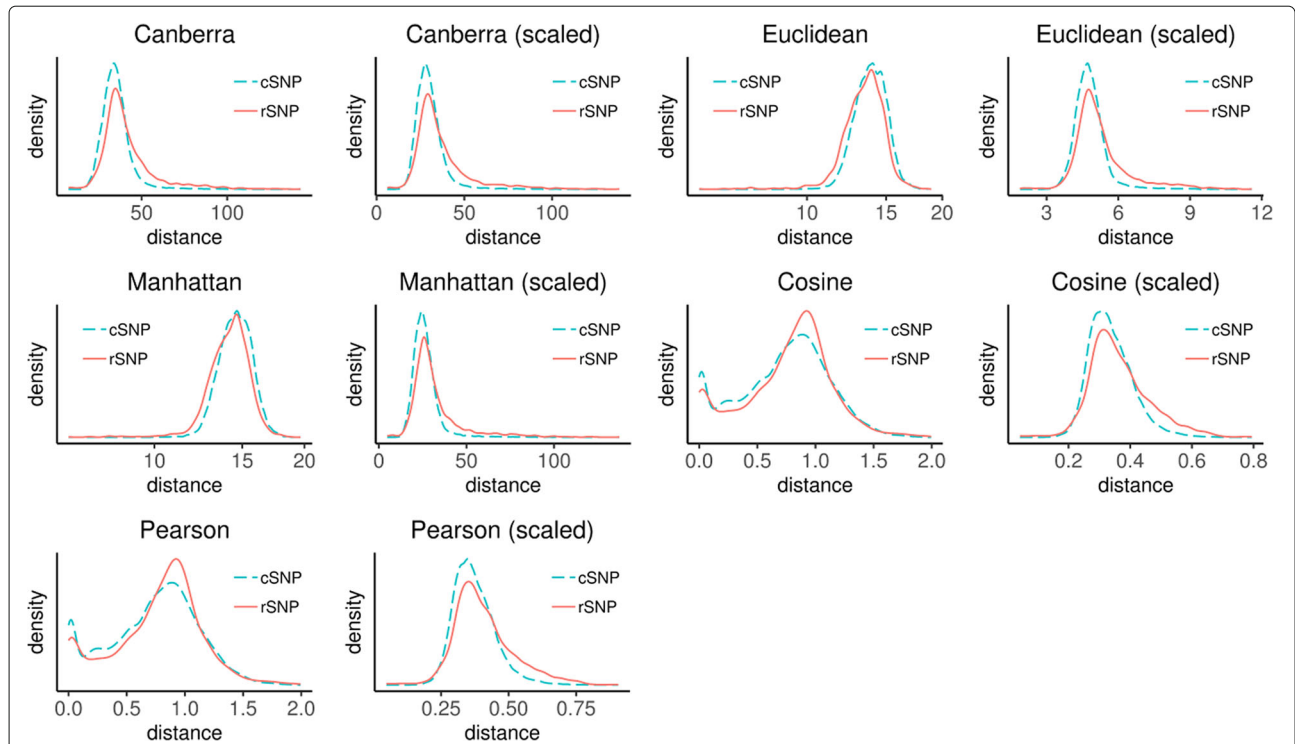 Canberra
density
cSNP
rSNP
50 100
distance
Canberra (scaled)
density
cSNP
rSNP
0 50 100
distance
Euclidean
density
cSNP
rSNP
10 15 20
distance
Euclidean (scaled)
density
cSNP
rSNP
3 6 9 12
distance
Manhattan
density
cSNP
rSNP
10 15 20
distance
Manhattan (scaled)
density
cSNP
rSNP
0 50 100
distance
Cosine
density
cSNP
rSNP
0.0 0.5 1.0 1.5 2.0
distance
Cosine (scaled)
density
cSNP
rSNP
0.2 0.4 0.6 0.8
distance
Pearson
density
cSNP
rSNP
0.0 0.5 1.0 1.5 2.0
distance
Pearson (scaled)
density
cSNP
rSNP
0.25 0.50 0.75
distance